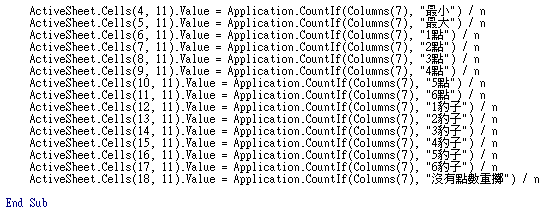 ActiveSheet.Cells(4, 11).Value = Application.CountIf(Columns(7), "最小") / n
ActiveSheet.Cells(5, 11).Value = Application.CountIf(Columns(7), "最大") / n
ActiveSheet.Cells(6, 11).Value = Application.CountIf(Columns(7), "1點") / n
ActiveSheet.Cells(7, 11).Value = Application.CountIf(Columns(7), "2點") / n
ActiveSheet.Cells(8, 11).Value = Application.CountIf(Columns(7), "3點") / n
ActiveSheet.Cells(9, 11).Value = Application.CountIf(Columns(7), "4點") / n
ActiveSheet.Cells(10, 11).Value = Application.CountIf(Columns(7), "5點") / n
ActiveSheet.Cells(11, 11).Value = Application.CountIf(Columns(7), "6點") / n
ActiveSheet.Cells(12, 11).Value = Application.CountIf(Columns(7), "1豹子") / n
ActiveSheet.Cells(13, 11).Value = Application.CountIf(Columns(7), "2豹子") / n
ActiveSheet.Cells(14, 11).Value = Application.CountIf(Columns(7), "3豹子") / n
ActiveSheet.Cells(15, 11).Value = Application.CountIf(Columns(7), "4豹子") / n
ActiveSheet.Cells(16, 11).Value = Application.CountIf(Columns(7), "5豹子") / n
ActiveSheet.Cells(17, 11).Value = Application.CountIf(Columns(7), "6豹子") / n
ActiveSheet.Cells(18, 11).Value = Application.CountIf(Columns(7), "沒有點數重擲") / n
End Sub